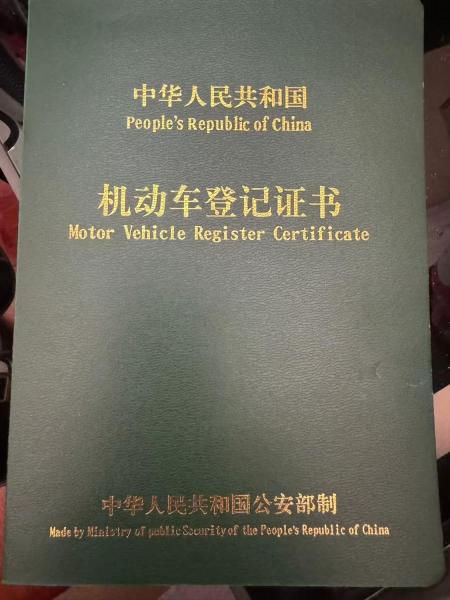 中华人民共和国
People's Republic of China
机动车登记证书
Motor Vehicle Register Certificate
中华人民共和国公安部制
Made by Ministry of public Security of the People's Republic of China